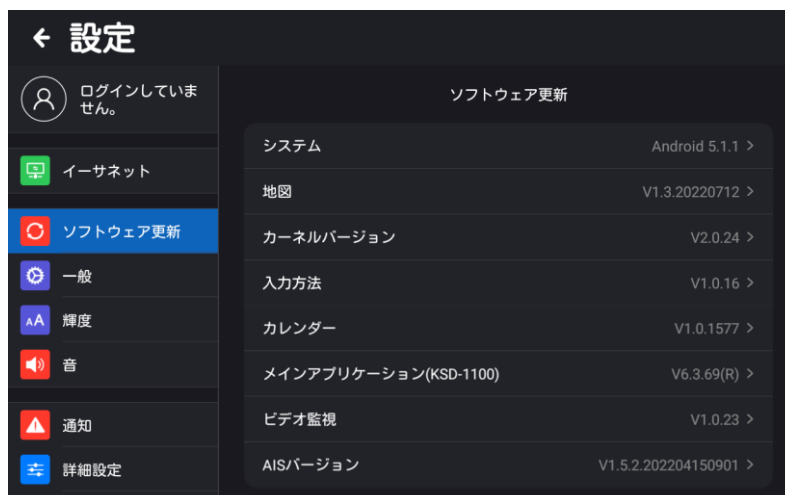 設定
ログインしていま
せん。
イーサネット
ソフトウェア更新
一般
AA 輝度
音
通知
詳細設定
ソフトウェア更新
システム Android 5.1.1 >
地図 V1.3.20220712 >
カーネルバージョン V2.0.24 >
入力方法 V1.0.16 >
カレンダー V1.0.1577 >
メインアプリケーション(KSD-1100) V6.3.69(R) >
ビデオ監視 V1.0.23 >
AISバージョン V1.5.2.202204150901 >